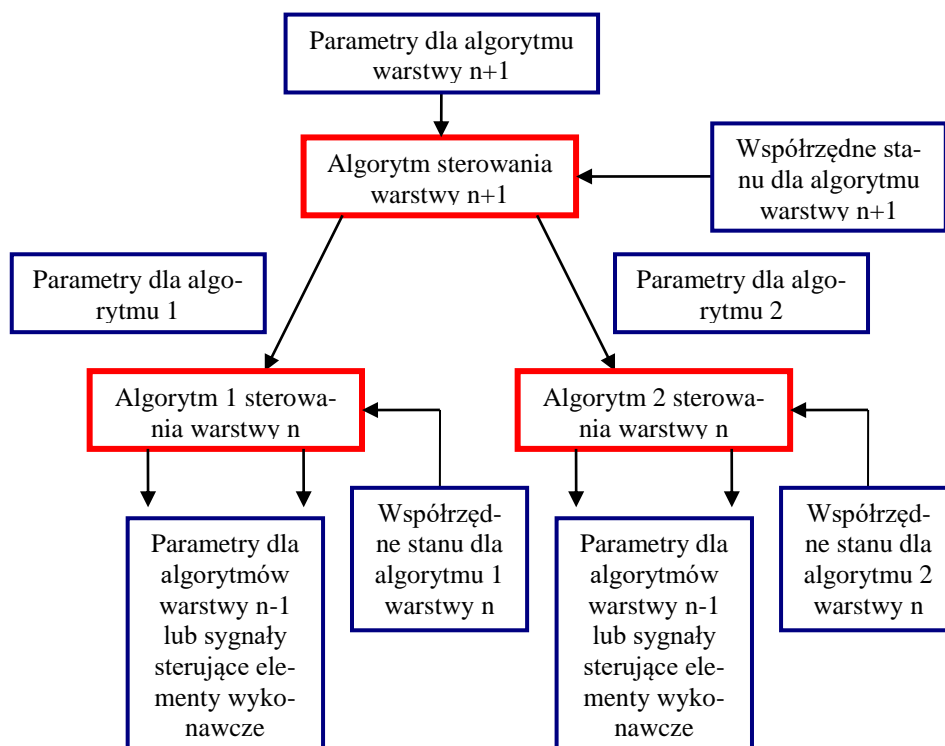 Parametry dla algorytmu
warstwy n+1
Algorytm sterowania
warstwy n+1
Współrzędne sta-
nu dla algorytmu
warstwy n+1
Parametry dla algo-
rytmu 1
Parametry dla algo-
rytmu 2
Algorytm 1 sterowa-
nia warstwy n
Algorytm 2 sterowa-
nia warstwy n
Parametry dla
algorytmów
warstwy n-1
lub sygnały
sterujące ele-
menty wyko-
nawcze
Współrzęd-
ne stanu dla
algorytmu 1
warstwy n
Parametry dla
algorytmów
warstwy n-1
lub sygnały
sterujące ele-
menty wyko-
nawcze
Współrzęd-
ne stanu dla
algorytmu 2
warstwy n